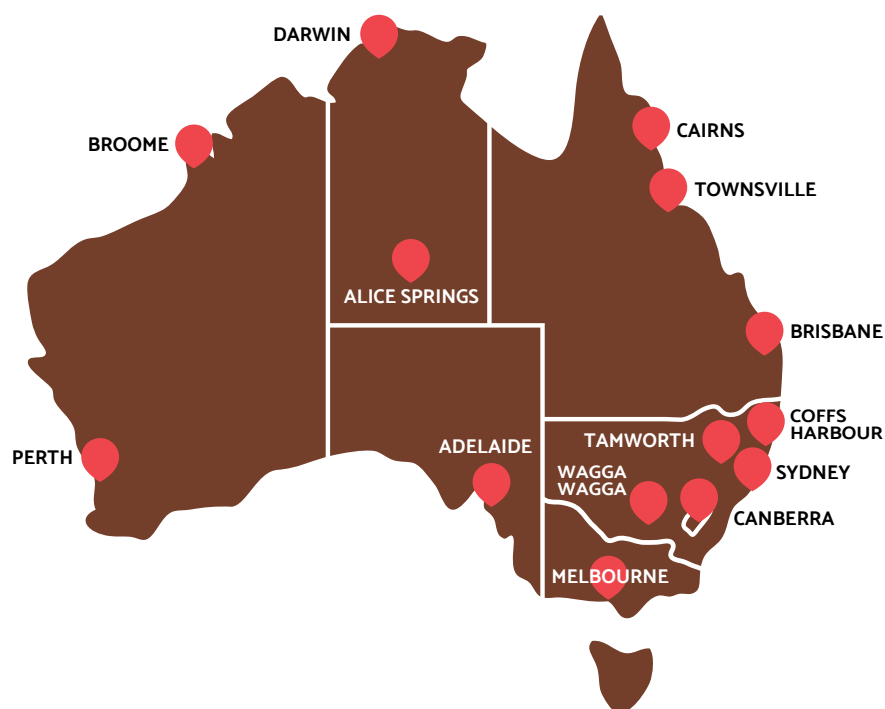 DARWIN
BROOME
CAIRNS
TOWNSVILLE
ALICE SPRINGS
BRISBANE
COFFS
HARBOUR
TAMWORTH
ADELAIDE
PERTH
WAGGA
WAGGA
SYDNEY
CANBERRA
MELBOURNE